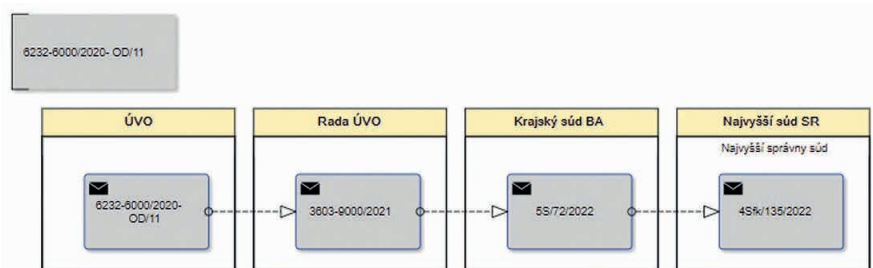 6232-6000/2020- OD/11
ÚVO
Rada ÚVO
Krajský súd BA
Najvyšší súd SR
Najvyšší správny súd
6232-6000/2020-
OD/11
3603-9000/2021
5S/72/2022
4Sfk/135/2022